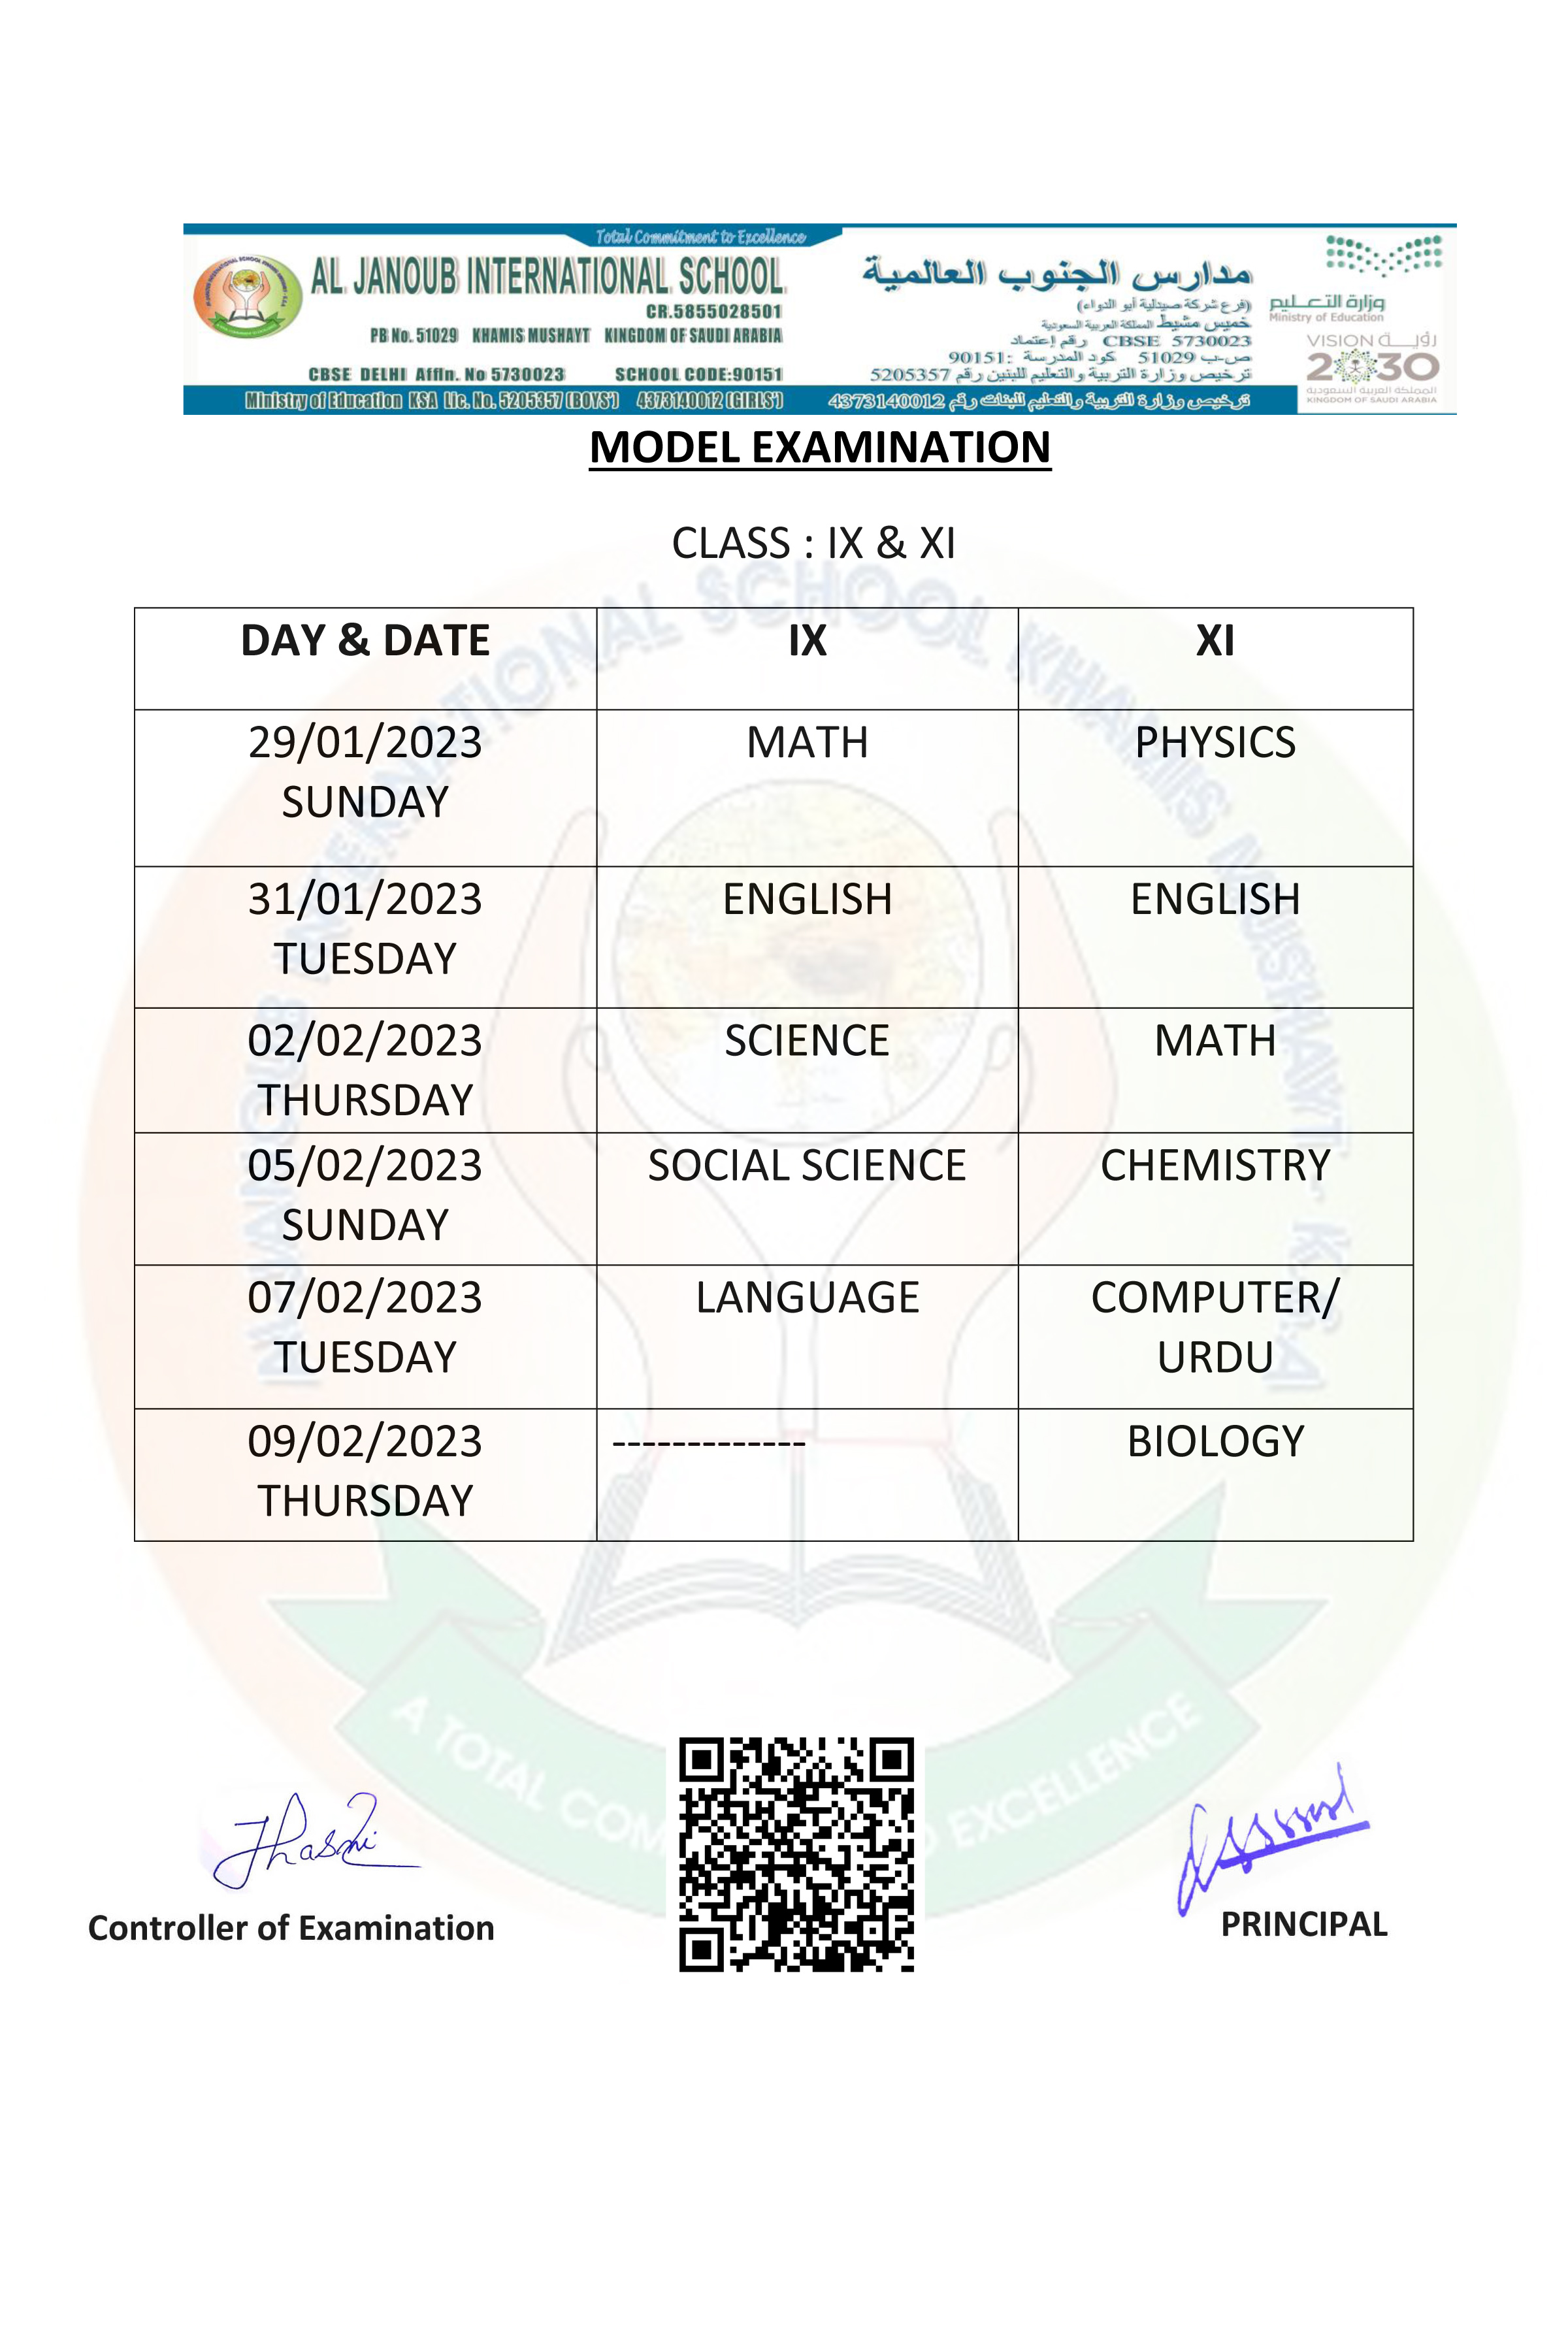 Total Commitment to Excellence
AL JANOUB INTERNATIONAL SCHOOL
CR.5855028501
PB No. 51029 KHAMIS MUSHAYT KINGDOM OF SAUDI ARABIA
CBSE DELHI Affln. No 5730023 SCHOOL CODE:90151
Ministry of Education KSA Lic. No. 5205357 (BOYS') 4373140012 (GIRLS')
مدارس الجنوب العالمية
(فرع شركة صيدلية أبو الدواء)
خميس مشيط المملكة العربية السعودية
CBSE 5730023 رقم إعتماد
ص-ب 51029 كود المدرسة :90151
ترخيص وزارة التربية والتعليم للبنين رقم 5205357
ترخيص وزارة التربية والتعليم للبنات رقم 4373140012
وزارة التعليم
Ministry of Education
VISION رؤية
2030
المملكة العربية السعودية
KINGDOM OF SAUDI ARABIA
MODEL EXAMINATION
CLASS : IX & XI
DAY & DATE IX XI
29/01/2023 MATH PHYSICS
SUNDAY
31/01/2023 ENGLISH ENGLISH
TUESDAY
02/02/2023 SCIENCE MATH
THURSDAY
05/02/2023 SOCIAL SCIENCE CHEMISTRY
SUNDAY
07/02/2023 LANGUAGE COMPUTER/
TUESDAY URDU
09/02/2023 ------------- BIOLOGY
THURSDAY
A TOTAL COM EXCELLENCE
Controller of Examination
PRINCIPAL